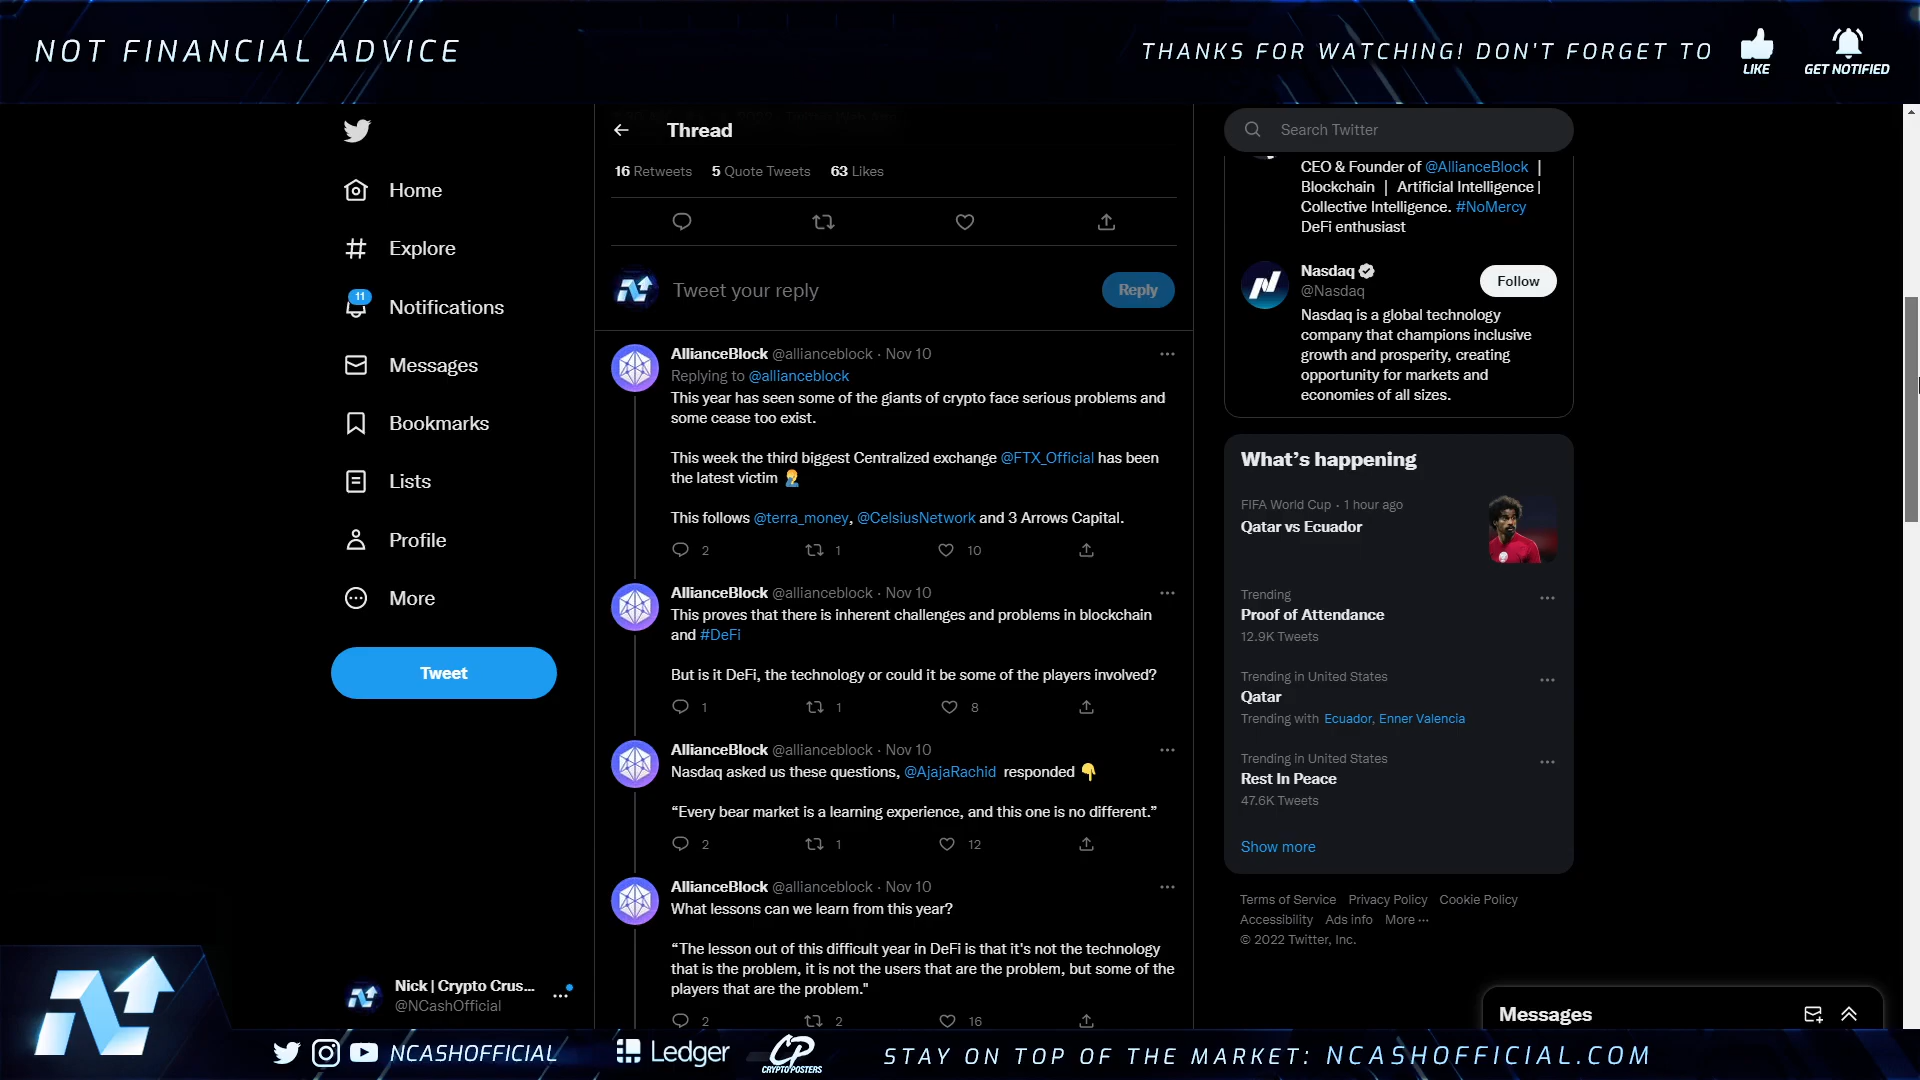 NOT FINANCIAL ADVICE
THANKS FOR WATCHING! DON'T FORGET TO
LIKE
GET NOTIFIED
Home
Explore
11
Notifications
Messages
Bookmarks
Lists
Profile
More
Tweet
Nick | Crypto Crus...
@NCashOfficial
Thread
16 Retweets 5 Quote Tweets 63 Likes
Tweet your reply
Reply
AllianceBlock @allianceblock · Nov 10
Replying to @allianceblock
This year has seen some of the giants of crypto face serious problems and
some cease too exist.
This week the third biggest Centralized exchange @FTX_Official has been
the latest victim
This follows @terra_money, @CelsiusNetwork and 3 Arrows Capital.
2 1 10
AllianceBlock @allianceblock · Nov 10
This proves that there is inherent challenges and problems in blockchain
and #DeFi
But is it DeFi, the technology or could it be some of the players involved?
1 1 8
AllianceBlock @allianceblock · Nov 10
Nasdaq asked us these questions, @AjajaRachid responded
“Every bear market is a learning experience, and this one is no different.”
2 1 12
AllianceBlock @allianceblock · Nov 10
What lessons can we learn from this year?
“The lesson out of this difficult year in DeFi is that it's not the technology
that is the problem, it is not the users that are the problem, but some of the
players that are the problem."
2 2 16
Search Twitter
CEO & Founder of @AllianceBlock |
Blockchain | Artificial Intelligence |
Collective Intelligence. #NoMercy
DeFi enthusiast
Nasdaq
@Nasdaq
Follow
Nasdaq is a global technology
company that champions inclusive
growth and prosperity, creating
opportunity for markets and
economies of all sizes.
What's happening
FIFA World Cup · 1 hour ago
Qatar vs Ecuador
Trending
Proof of Attendance
12.9K Tweets
Trending in United States
Qatar
Trending with Ecuador, Enner Valencia
Trending in United States
Rest In Peace
47.6K Tweets
Show more
Terms of Service Privacy Policy Cookie Policy
Accessibility Ads info More ···
© 2022 Twitter, Inc.
Messages
NCASHOFFICIAL
Ledger
CP
CRYPTOPOSTERS
STAY ON TOP OF THE MARKET: NCASHOFFICIAL.COM